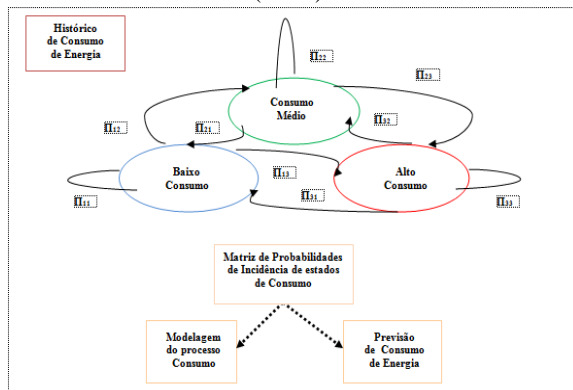 Histórico
de Consumo
de Energia
Π22
Π23
Consumo
Médio
Π12
Π21
Π32
Baixo
Consumo
Π13
Alto
Consumo
Π11
Π31
Π33
Matriz de Probabilidades
de Incidência de estados
de Consumo
Modelagem
do processo
Consumo
Previsão
de Consumo
de Energia